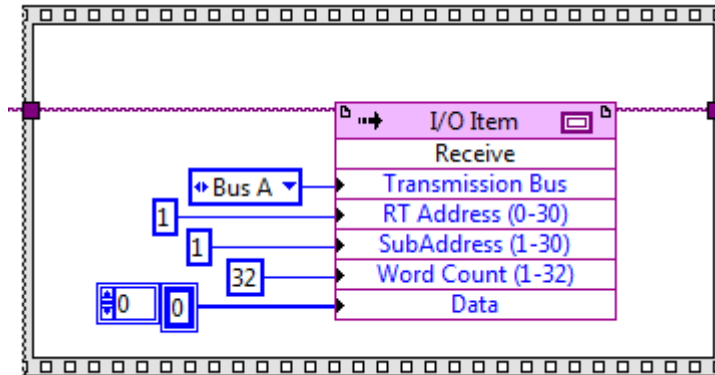 I/O Item
Receive
Bus A Transmission Bus
1 RT Address (0-30)
1 SubAddress (1-30)
32 Word Count (1-32)
0 0 Data